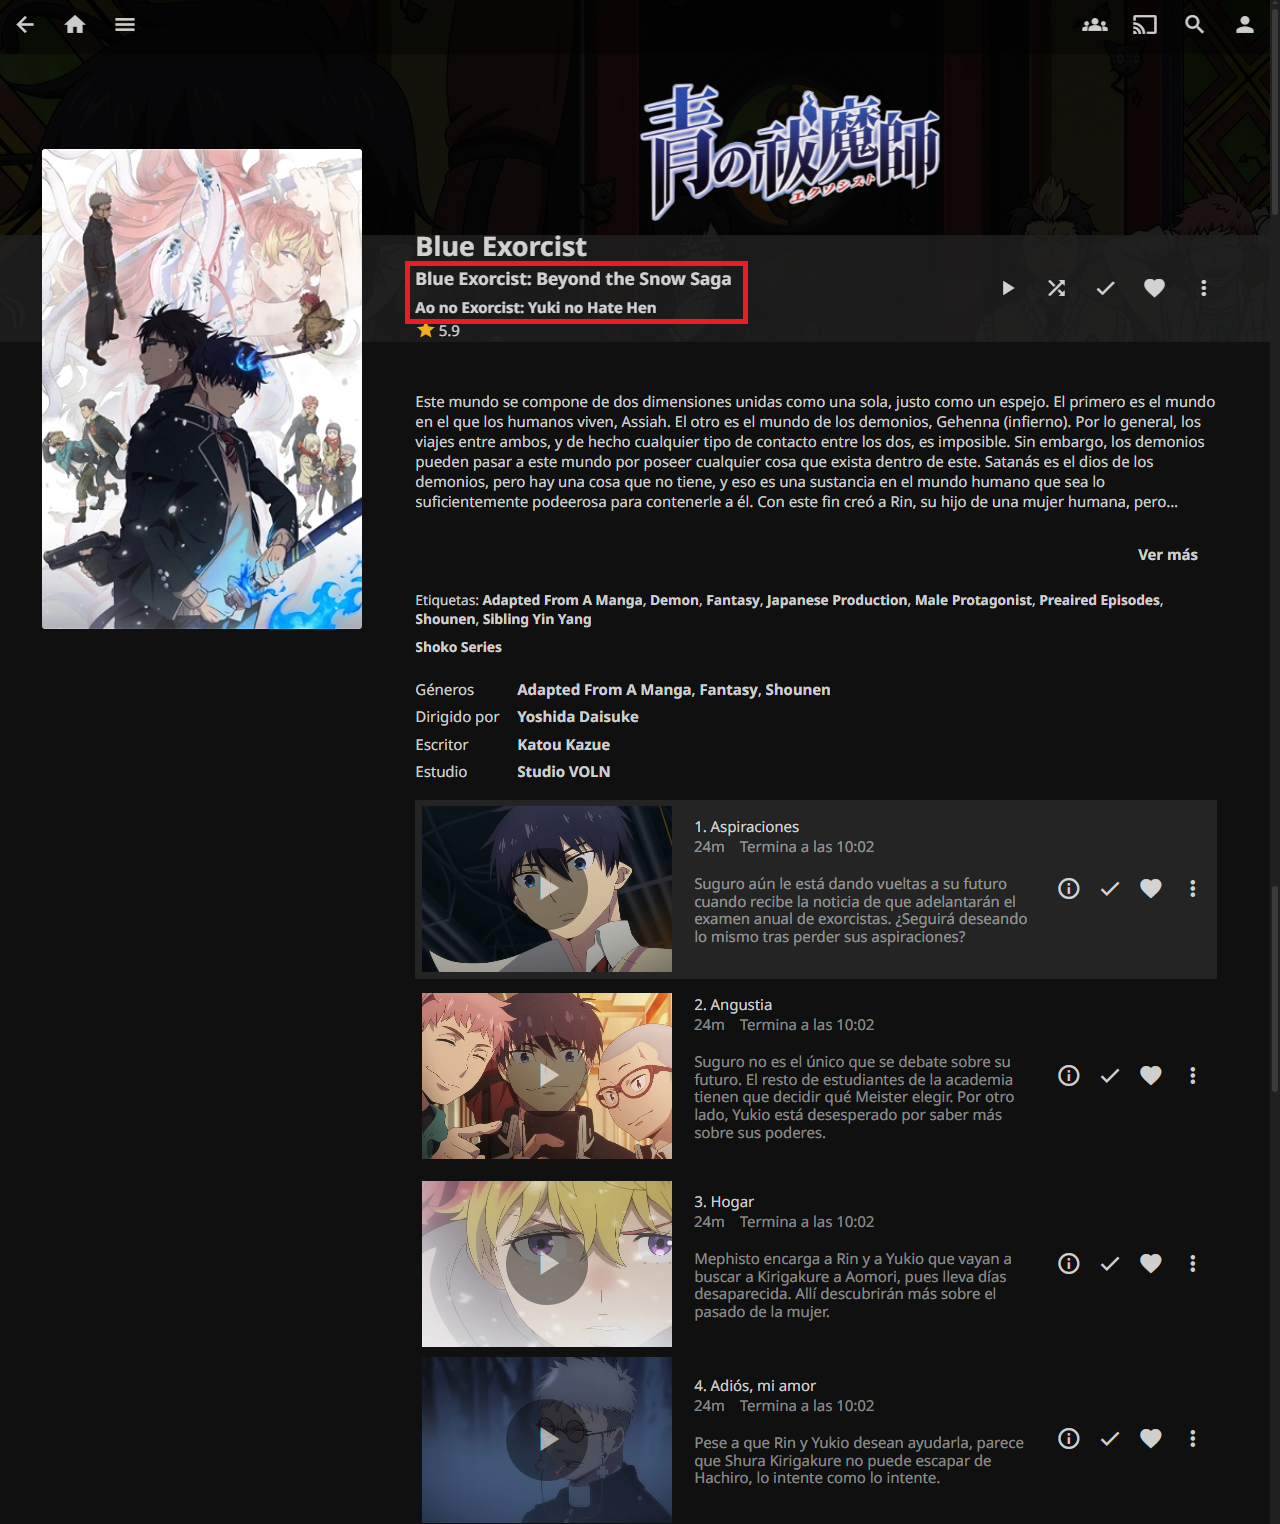 青の祓魔師
エクソシスト
Blue Exorcist
Blue Exorcist: Beyond the Snow Saga
Ao no Exorcist: Yuki no Hate Hen
5.9
Este mundo se compone de dos dimensiones unidas como una sola, justo como un espejo. El primero es el mundo
en el que los humanos viven, Assiah. El otro es el mundo de los demonios, Gehenna (infierno). Por lo general, los
viajes entre ambos, y de hecho cualquier tipo de contacto entre los dos, es imposible. Sin embargo, los demonios
pueden pasar a este mundo por poseer cualquier cosa que exista dentro de este. Satanás es el dios de los
demonios, pero hay una cosa que no tiene, y eso es una sustancia en el mundo humano que sea lo
suficientemente podeerosa para contenerle a él. Con este fin creó a Rin, su hijo de una mujer humana, pero...
Ver más
Etiquetas: Adapted From A Manga, Demon, Fantasy, Japanese Production, Male Protagonist, Preaired Episodes,
Shounen, Sibling Yin Yang
Shoko Series
Géneros Adapted From A Manga, Fantasy, Shounen
Dirigido por Yoshida Daisuke
Escritor Katou Kazue
Estudio Studio VOLN
1. Aspiraciones
24m Termina a las 10:02
Suguro aún le está dando vueltas a su futuro
cuando recibe la noticia de que adelantarán el
examen anual de exorcistas. ¿Seguirá deseando
lo mismo tras perder sus aspiraciones?
2. Angustia
24m Termina a las 10:02
Suguro no es el único que se debate sobre su
futuro. El resto de estudiantes de la academia
tienen que decidir qué Meister elegir. Por otro
lado, Yukio está desesperado por saber más
sobre sus poderes.
3. Hogar
24m Termina a las 10:02
Mephisto encarga a Rin y a Yukio que vayan a
buscar a Kirigakure a Aomori, pues lleva días
desaparecida. Allí descubrirán más sobre el
pasado de la mujer.
4. Adiós, mi amor
24m Termina a las 10:02
Pese a que Rin y Yukio desean ayudarla, parece
que Shura Kirigakure no puede escapar de
Hachiro, lo intente como lo intente.